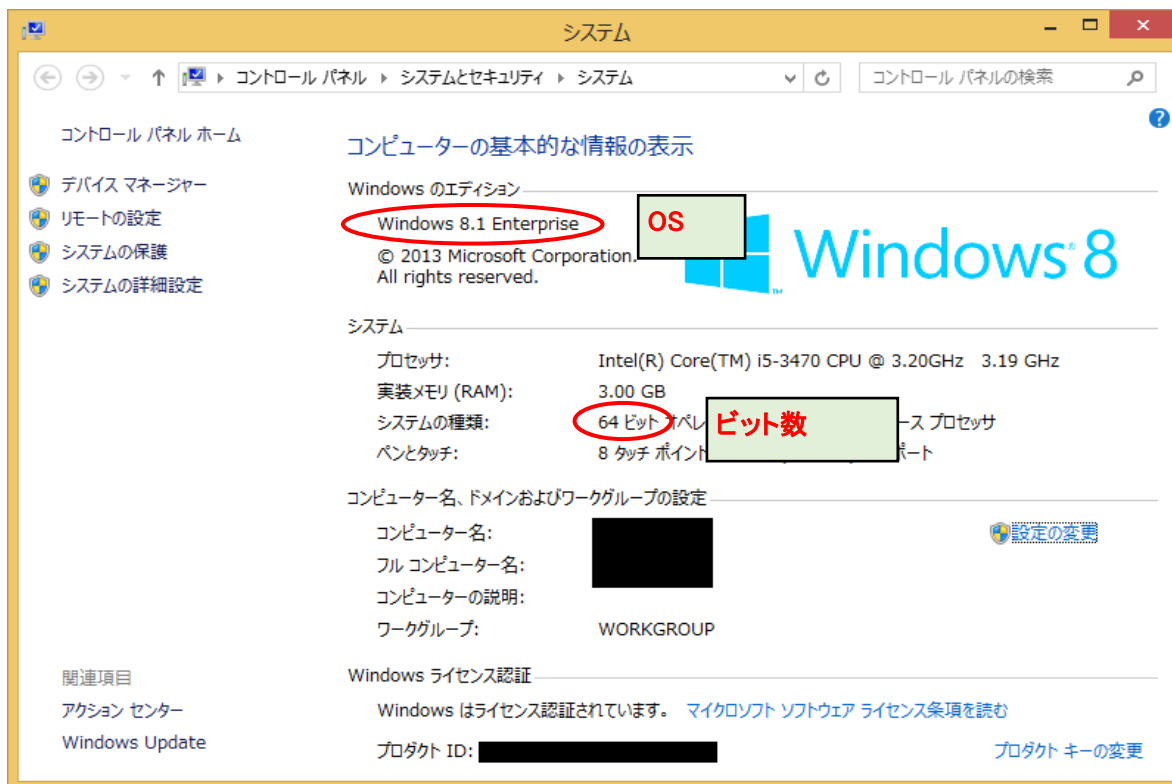 システム
コントロール パネル システムとセキュリティ システム
コントロール パネルの検索
コントロール パネル ホーム
デバイス マネージャー
リモートの設定
システムの保護
システムの詳細設定
コンピューターの基本的な情報の表示
Windows のエディション
Windows 8.1 Enterprise
OS
© 2013 Microsoft Corporation.
All rights reserved.
Windows 8
システム
プロセッサ: Intel(R) Core(TM) i5-3470 CPU @ 3.20GHz 3.19 GHz
実装メモリ (RAM): 3.00 GB
システムの種類: 64 ビット オペレ ビット数 ース プロセッサ
ペンとタッチ: 8 タッチ ポイント ポート
コンピューター名、ドメインおよびワークグループの設定
コンピューター名: 設定の変更
フル コンピューター名:
コンピューターの説明:
ワークグループ: WORKGROUP
Windows ライセンス認証
Windows はライセンス認証されています。 マイクロソフト ソフトウェア ライセンス条項を読む
プロダクト ID: プロダクト キーの変更
関連項目
アクション センター
Windows Update